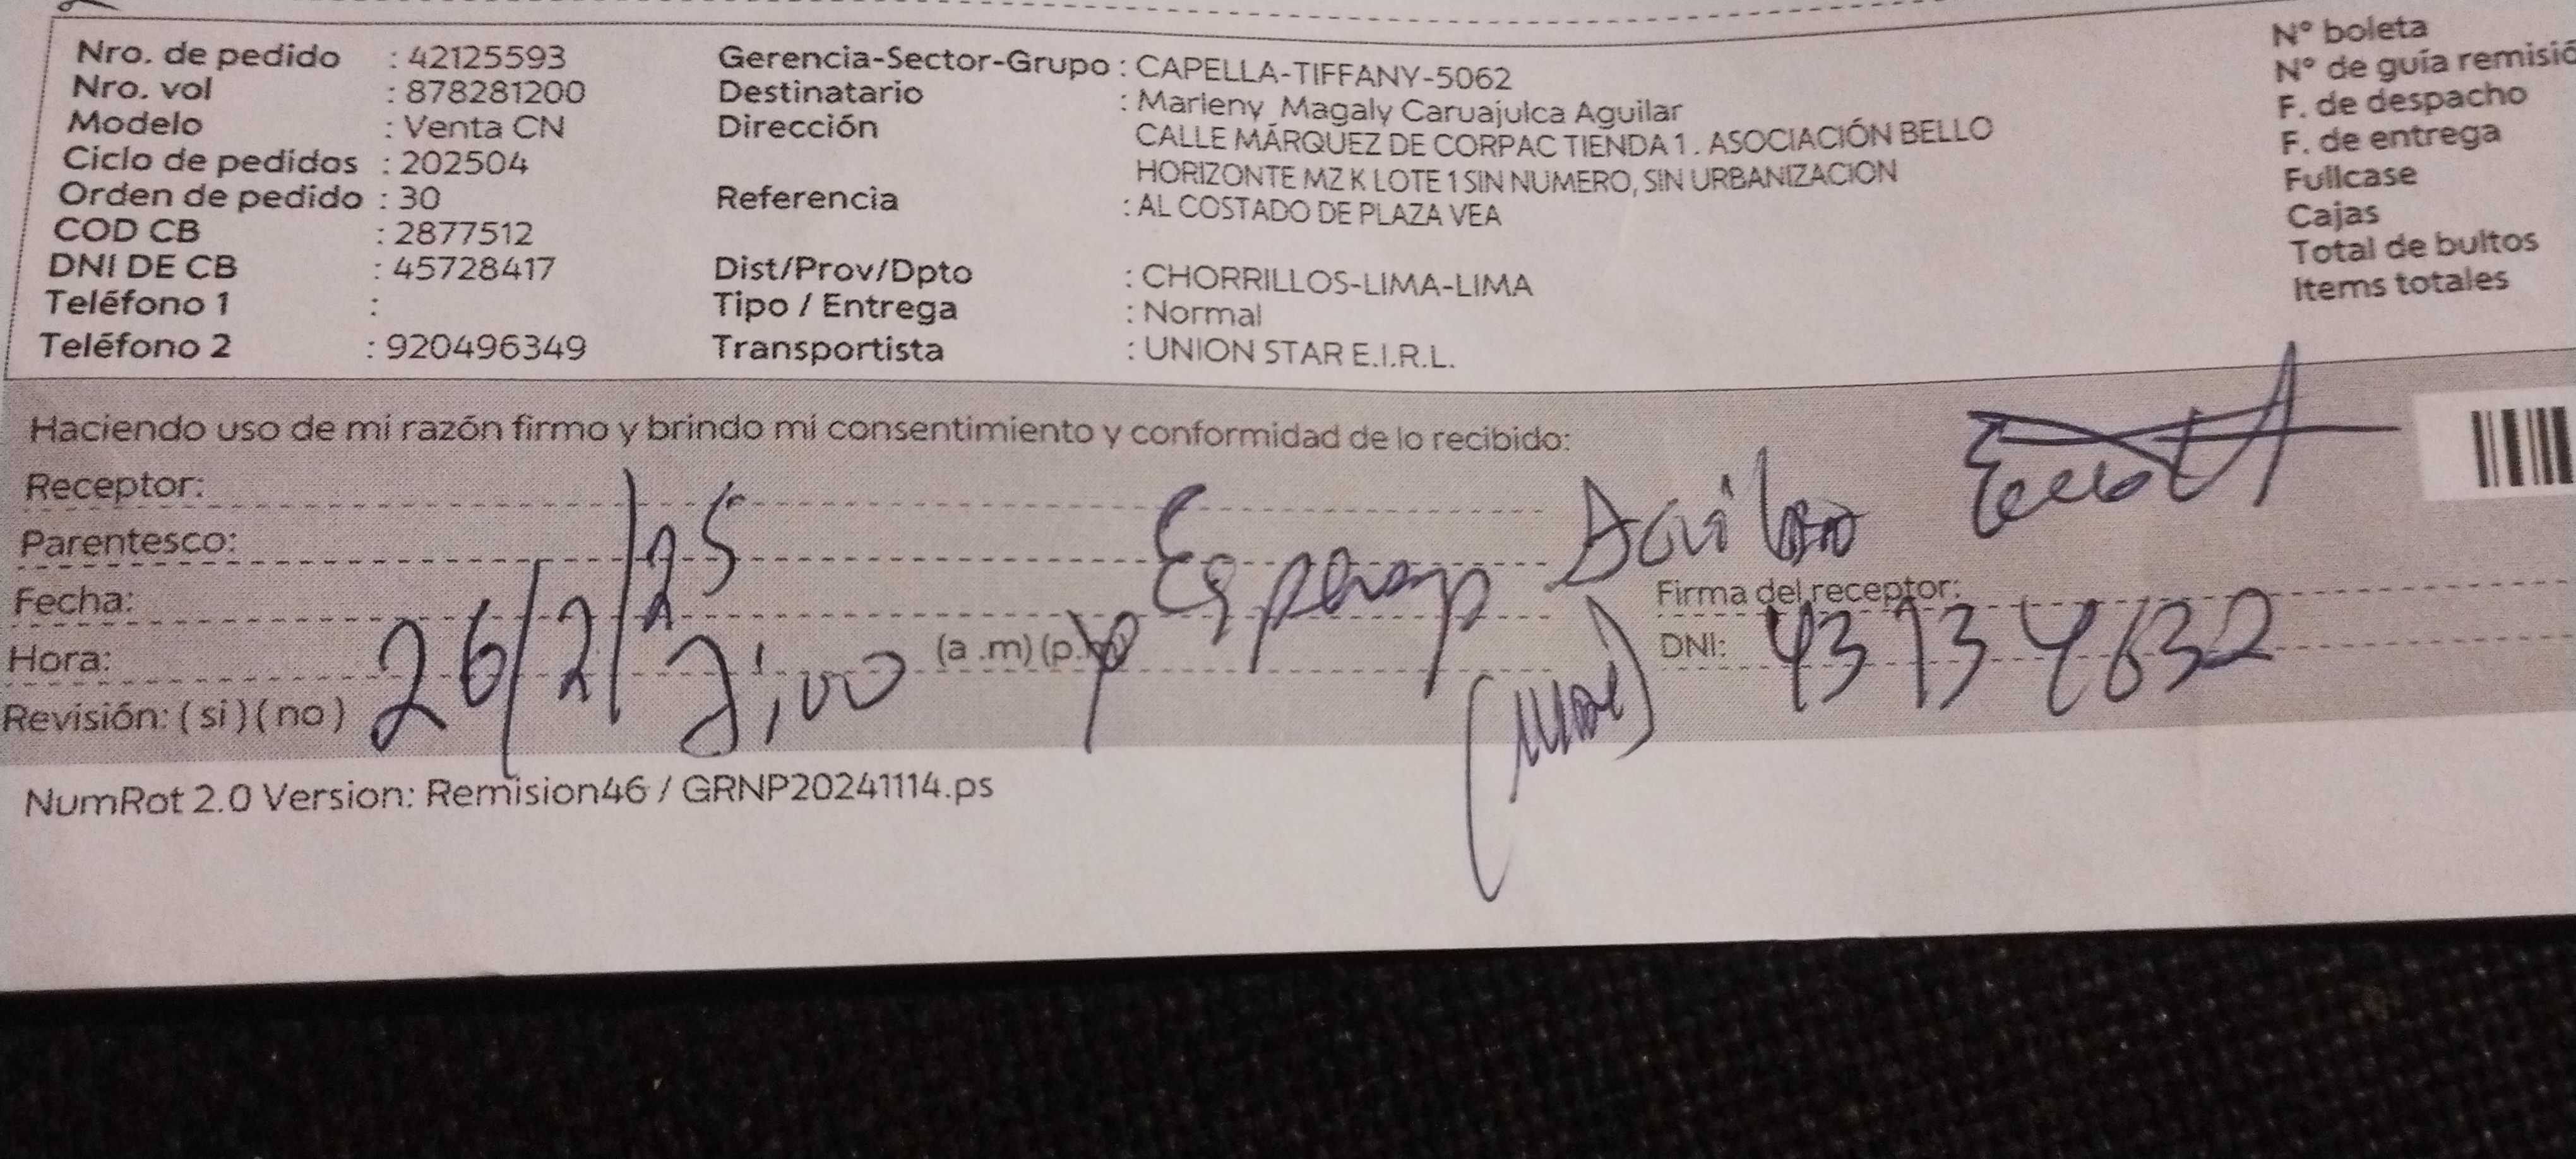 Nro. de pedido : 42125593
Nro. vol : 878281200
Modelo : Venta CN
Ciclo de pedidos : 202504
Orden de pedido : 30
COD CB : 2877512
DNI DE CB : 45728417
Teléfono 1 :
Teléfono 2 : 920496349
Gerencia-Sector-Grupo : CAPELLA-TIFFANY-5062
Destinatario : Marleny Magaly Caruajulca Aguilar
Dirección CALLE MÁRQUEZ DE CORPAC TIENDA 1 . ASOCIACIÓN BELLO
HORIZONTE MZ K LOTE 1 SIN NUMERO, SIN URBANIZACION
Referencia : AL COSTADO DE PLAZA VEA
Dist/Prov/Dpto : CHORRILLOS-LIMA-LIMA
Tipo / Entrega : Normal
Transportista : UNION STAR E.I.R.L.
N° boleta
N° de guía remisió
F. de despacho
F. de entrega
Fullcase
Cajas
Total de bultos
Items totales
Haciendo uso de mi razón firmo y brindo mi consentimiento y conformidad de lo recibido:
Receptor:
Parentesco:
Fecha: 26/2/25
Hora: (a .m) (p.m)
Revisión: ( si ) ( no )
Firma del receptor:
DNI:
NumRot 2.0 Version: Remision46 / GRNP20241114.ps